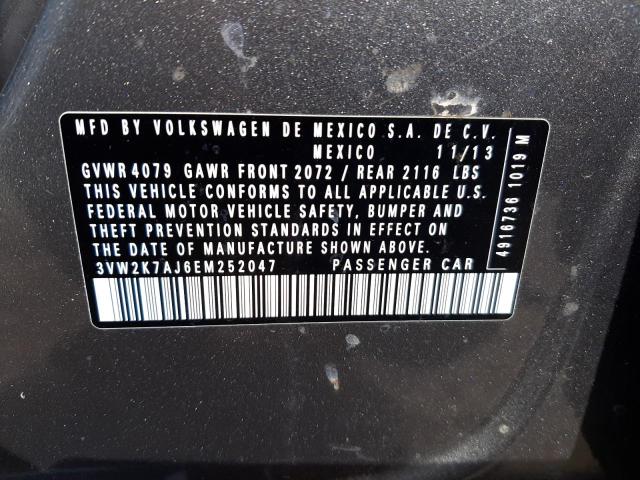 MFD BY VOLKSWAGEN DE MEXICO S.A. DE C.V.
MEXICO 11/13
GVWR 4079 GAWR FRONT 2072 / REAR 2116 LBS
THIS VEHICLE CONFORMS TO ALL APPLICABLE U.S.
FEDERAL MOTOR VEHICLE SAFETY, BUMPER AND
THEFT PREVENTION STANDARDS IN EFFECT ON
THE DATE OF MANUFACTURE SHOWN ABOVE.
3VW2K7AJ6EM252047 PASSENGER CAR
4916736 1019 M